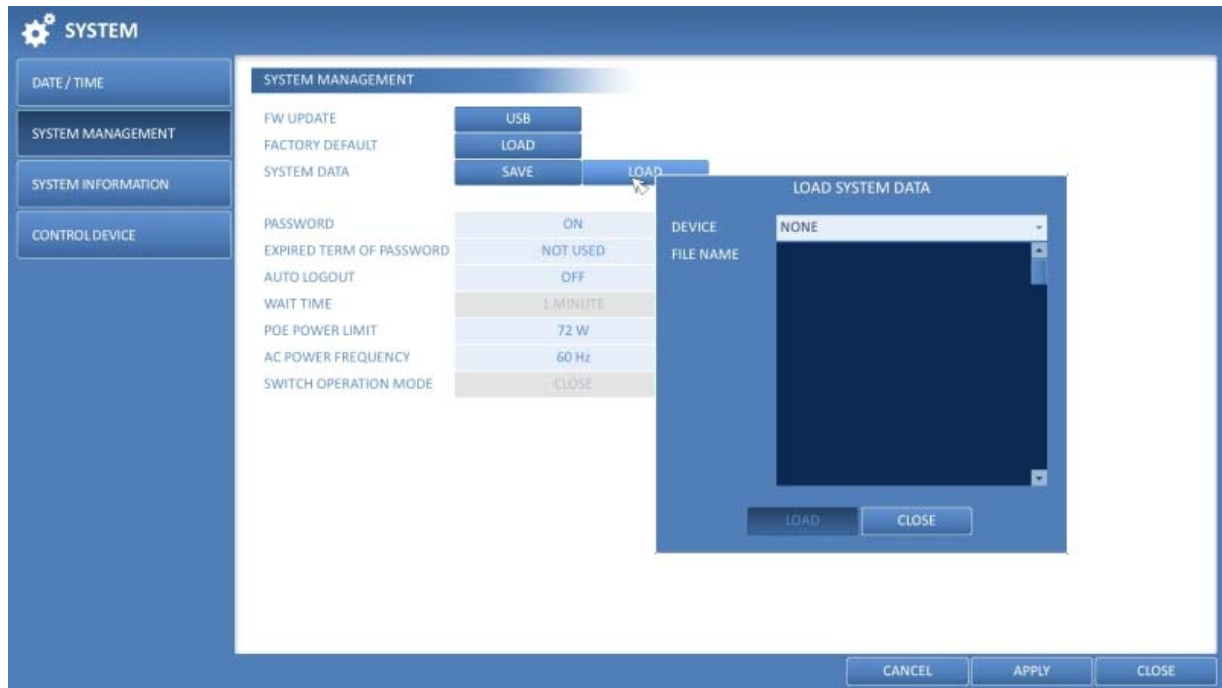 SYSTEM
DATE / TIME
SYSTEM MANAGEMENT
SYSTEM INFORMATION
CONTROL DEVICE
SYSTEM MANAGEMENT
FW UPDATE USB
FACTORY DEFAULT LOAD
SYSTEM DATA SAVE LOAD
PASSWORD ON
EXPIRED TERM OF PASSWORD NOT USED
AUTO LOGOUT OFF
WAIT TIME 1 MINUTE
POE POWER LIMIT 72 W
AC POWER FREQUENCY 60 Hz
SWITCH OPERATION MODE CLOSE
LOAD SYSTEM DATA
DEVICE NONE
FILE NAME
LOAD CLOSE
CANCEL APPLY CLOSE